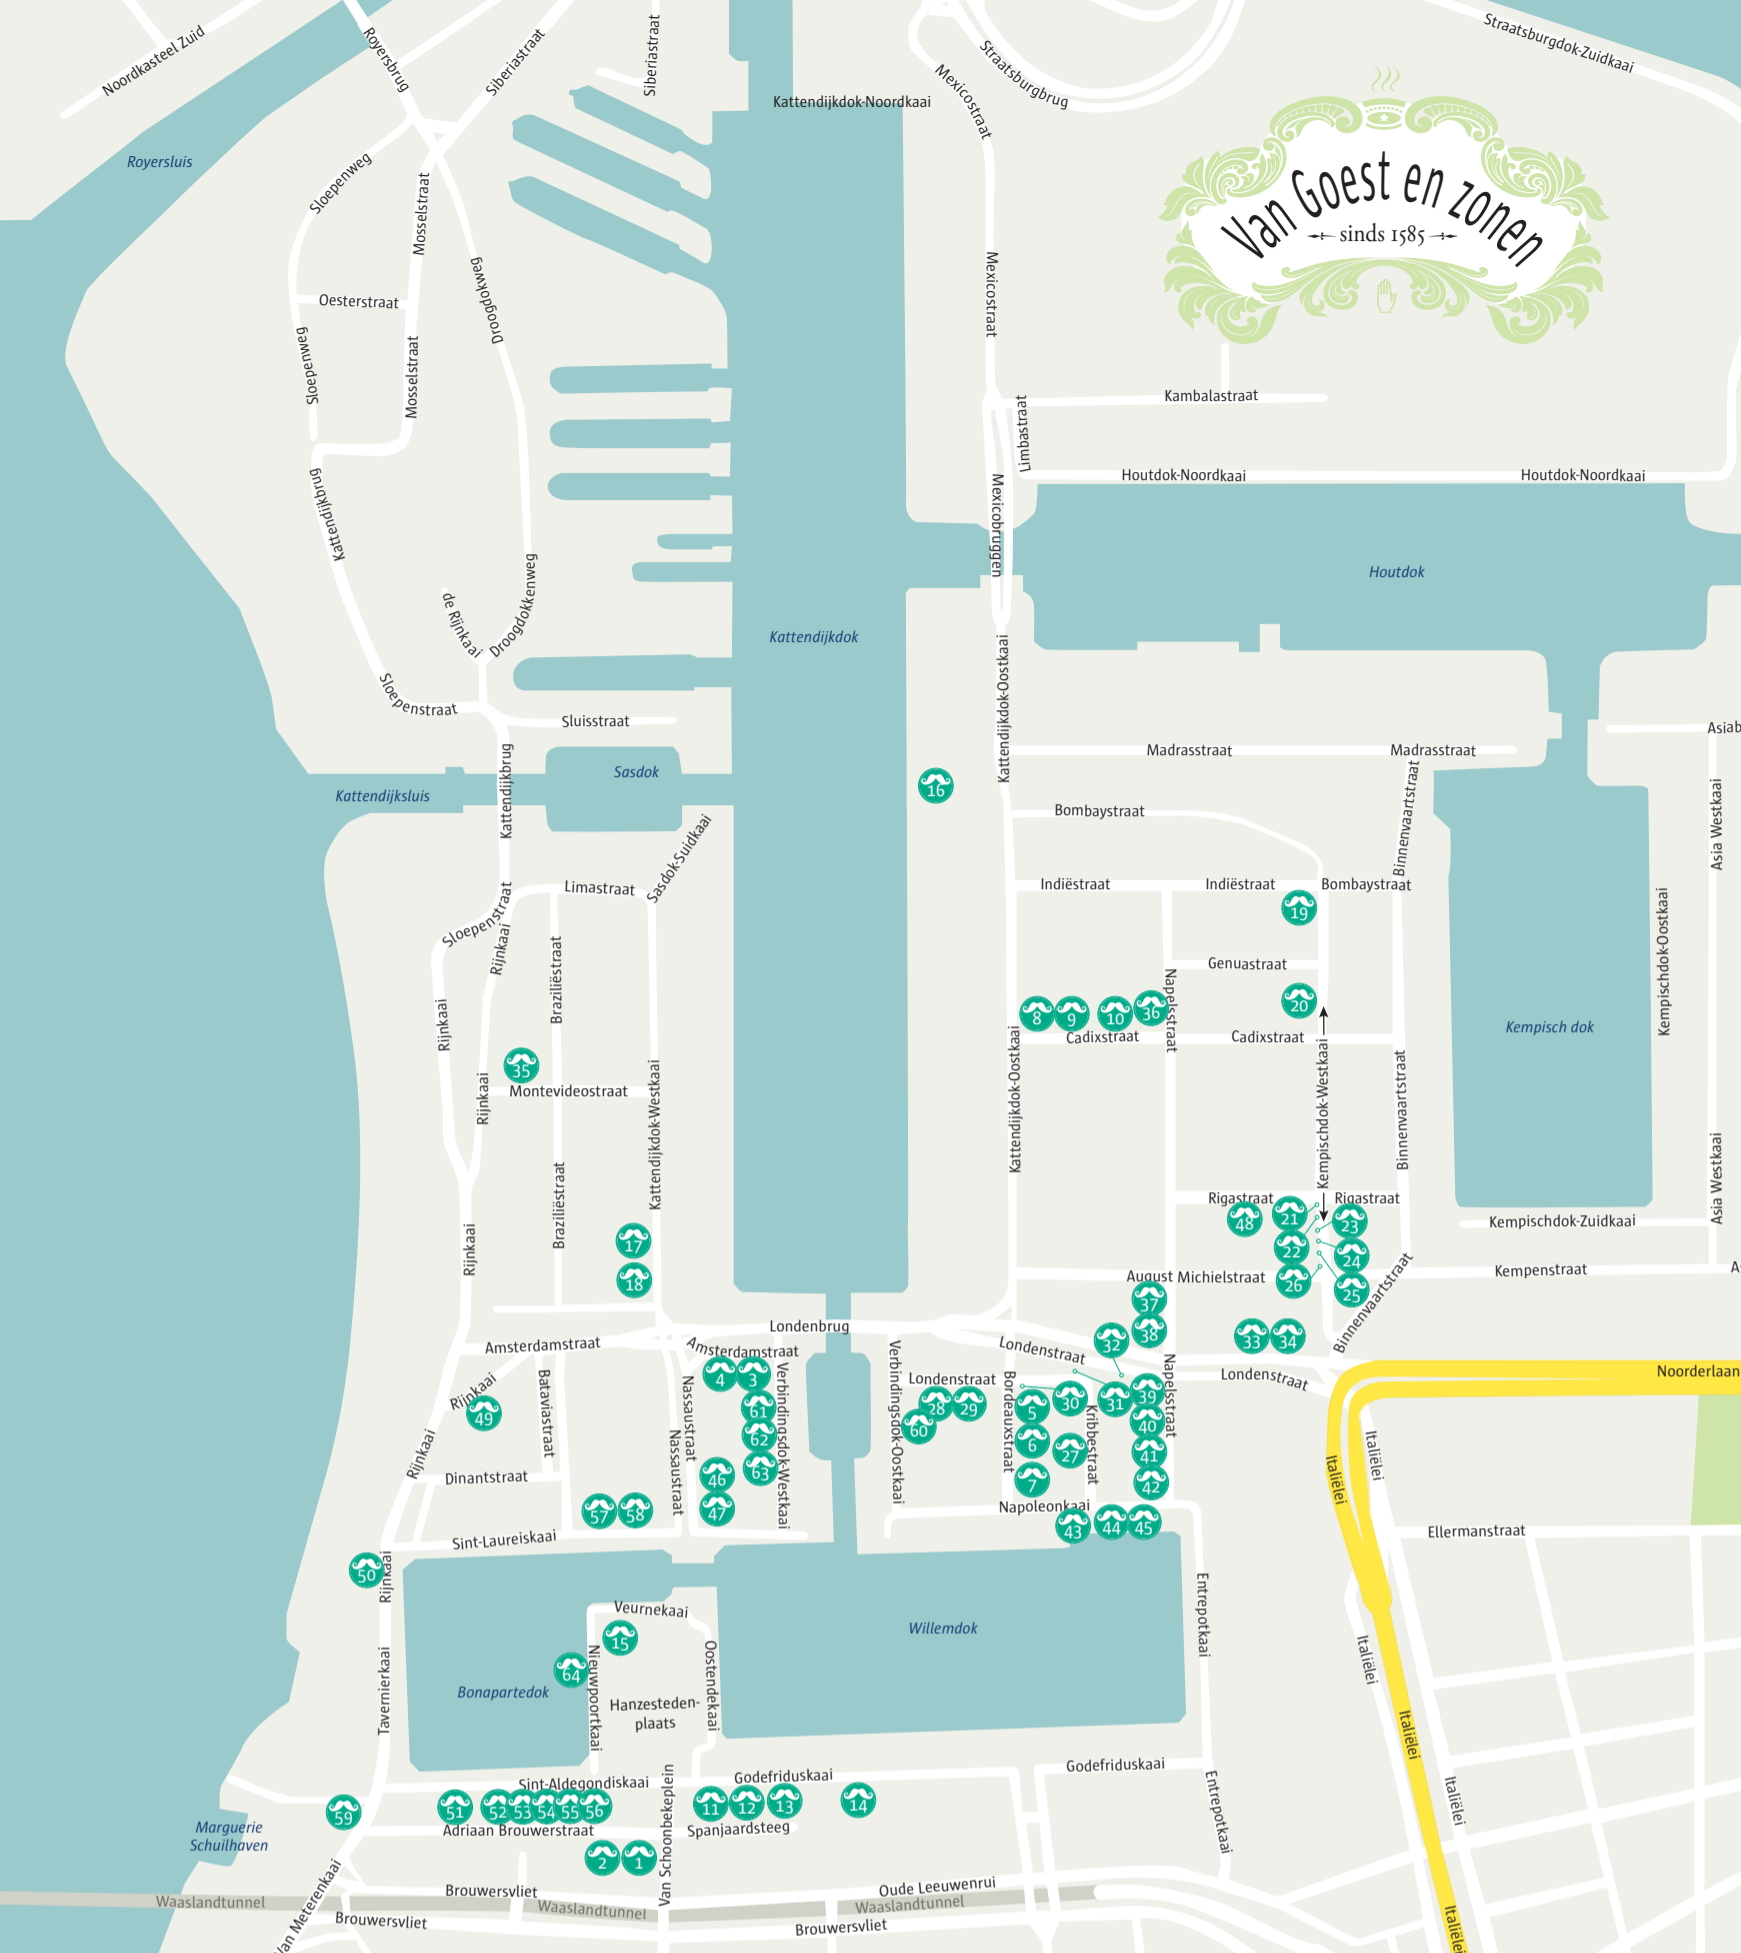 Noordkasteel Zuid
Royersbrug
Siberiastraat
Siberiastraat
Kattendijkdok-Noordkaai
Mexicostraat
Straatsburgbrug
Straatsburgdok-Zuidkaai
Van Goest en zonen
sinds 1585
Royersluis
Sloepenweg
Mosselstraat
Droogdokweg
Oesterstraat
Mexicostraat
Sloepenweg
Mosselstraat
Kambalastraat
Limbastraat
Houtdok-Noordkaai
Houtdok-Noordkaai
Kattendijkbrug
Mexicobruggen
Houtdok
de Rijnkaai
Droogdokkenweg
Kattendijkdok
Kattendijkdok-Oostkaai
Sloepenstraat
Sluisstraat
Asiab
Madrasstraat
Madrasstraat
Kattendijkbrug
Sasdok
Kattendijksluis
16
Bombaystraat
Binnenvaartstraat
Asia Westkaai
Sasdok-Suidkaai
Limastraat
Indiëstraat
Indiëstraat
Bombaystraat
19
Sloepenstraat
Rijnkaai
Braziliëstraat
Kempischdok-Oostkaai
Genuastraat
Napelsstraat
20
Rijnkaai
8
9
10
36
Cadixstraat
Cadixstraat
Kempisch dok
35
Montevideostraat
Rijnkaai
Kattendijkdok-Westkaai
Kattendijkdok-Oostkaai
Kempischdok-Westkaai
Binnenvaartstraat
Asia Westkaai
Braziliëstraat
Rijnkaai
Rigastraat
Rigastraat
48
21
23
22
24
26
25
Kempischdok-Zuidkaai
17
18
August Michielstraat
Kempenstraat
As
37
38
32
33
34
Binnenvaartstraat
Londenbrug
Amsterdamstraat
Amsterdamstraat
Londenstraat
Londenstraat
Londenstraat
Noorderlaan
4
3
61
62
63
46
47
Rijnkaai
49
Bataviastraat
Nassaustraat
Nassaustraat
Verbindingsdok-Westkaai
Verbindingsdok-Oostkaai
28
29
60
Bordeauxstraat
5
6
7
30
27
31
39
40
41
42
Kribbestraat
Napelsstraat
Italiëlei
Italiëlei
Rijnkaai
Dinantstraat
57
58
Sint-Laureiskaai
Napoleonkaai
43
44
45
Ellermanstraat
50
Rijnkaai
Veurnekaai
15
64
Nieuwpoortkaai
Oostendekaai
Hanzesteden-
plaats
Bonapartedok
Willemdok
Entrepotkaai
Italiëlei
Tavernierkaai
Italiëlei
Sint-Aldegondiskaai
Godefriduskaai
Godefriduskaai
59
51
52
53
54
55
56
11
12
13
14
Entrepotkaai
Italiëlei
Marguerie
Schuilhaven
Adriaan Brouwerstraat
Spanjaardsteeg
2
1
Van Schoonbekeplein
Van Meterenkaai
Brouwersvliet
Oude Leeuwenrui
Waaslandtunnel
Waaslandtunnel
Waaslandtunnel
Brouwersvliet
Brouwersvliet
Italiëlei